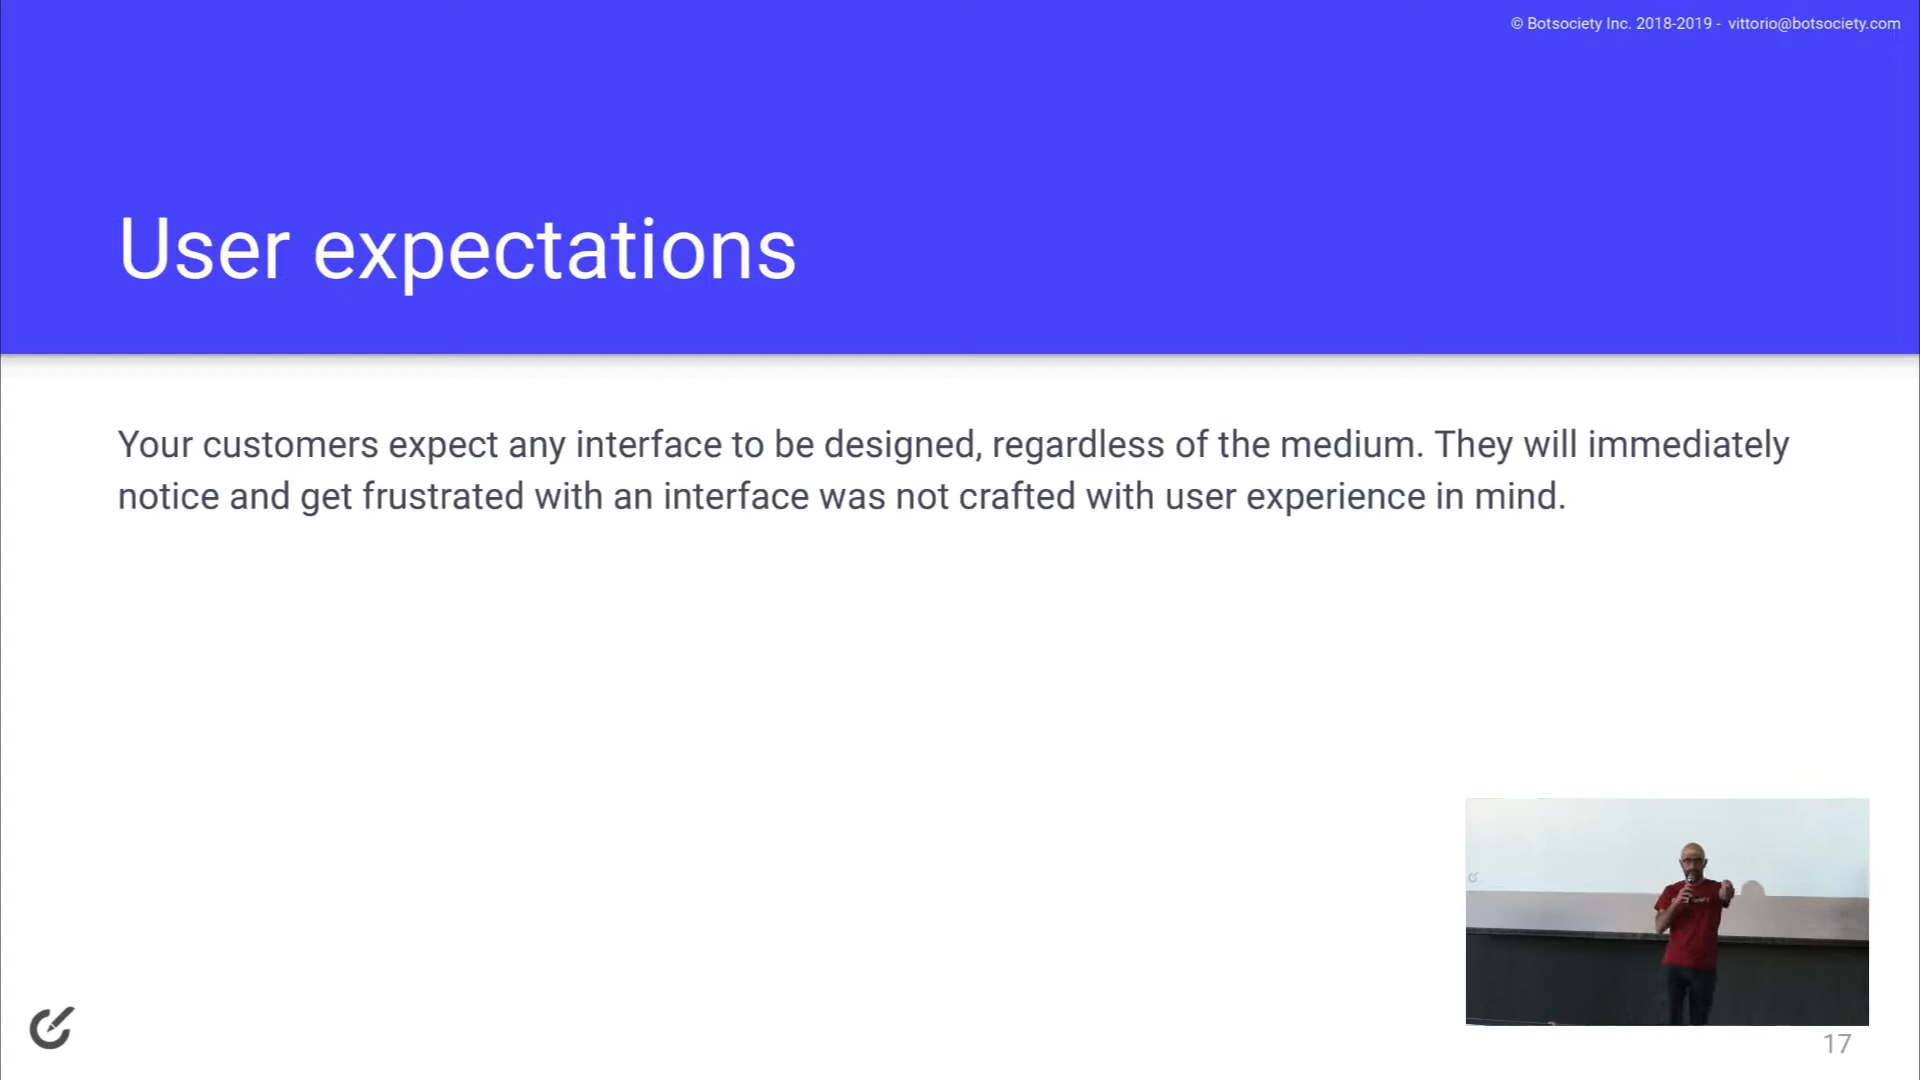 © Botsociety Inc. 2018-2019 - vittorio@botsociety.com
User expectations
Your customers expect any interface to be designed, regardless of the medium. They will immediately
notice and get frustrated with an interface was not crafted with user experience in mind.
17